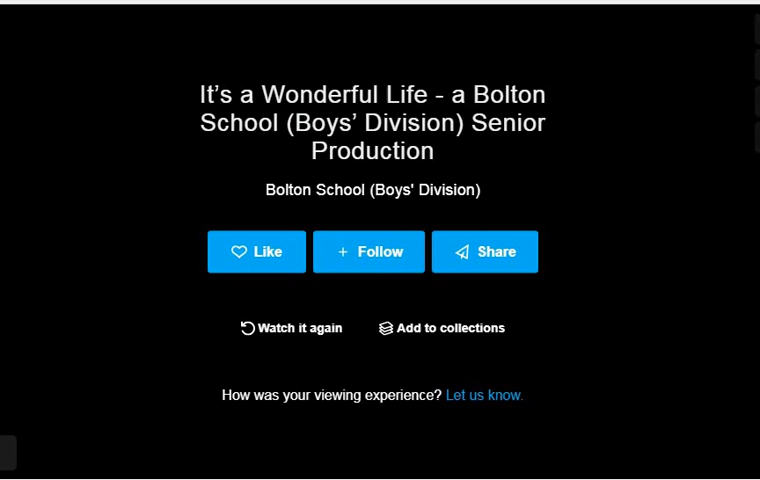 It’s a Wonderful Life - a Bolton
School (Boys’ Division) Senior
Production
Bolton School (Boys' Division)
Like
Follow
Share
Watch it again
Add to collections
How was your viewing experience? Let us know.